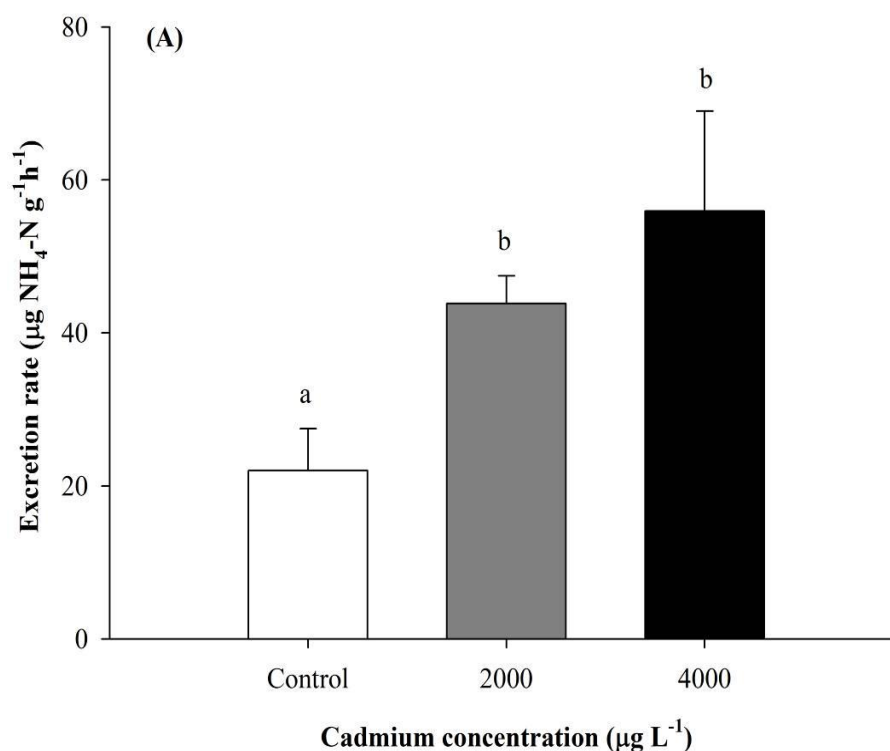 (A)
80
60
40
20
0
Excretion rate (μg NH₄-N g⁻¹h⁻¹)
a
b
b
Control 2000 4000
Cadmium concentration (μg L⁻¹)